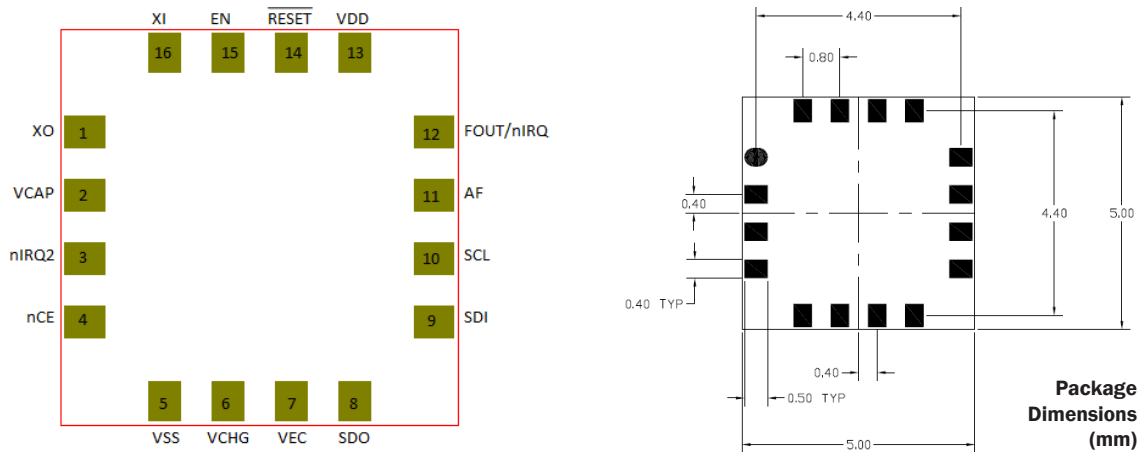 XI EN RESET VDD
16 15 14 13
XO 1 12 FOUT/nIRQ
VCAP 2 11 AF
nIRQ2 3 10 SCL
nCE 4 9 SDI
5 6 7 8
VSS VCHG VEC SDO
4.40
0.80
0.40
4.40
5.00
0.40 TYP
0.40
0.50 TYP
5.00
Package
Dimensions
(mm)